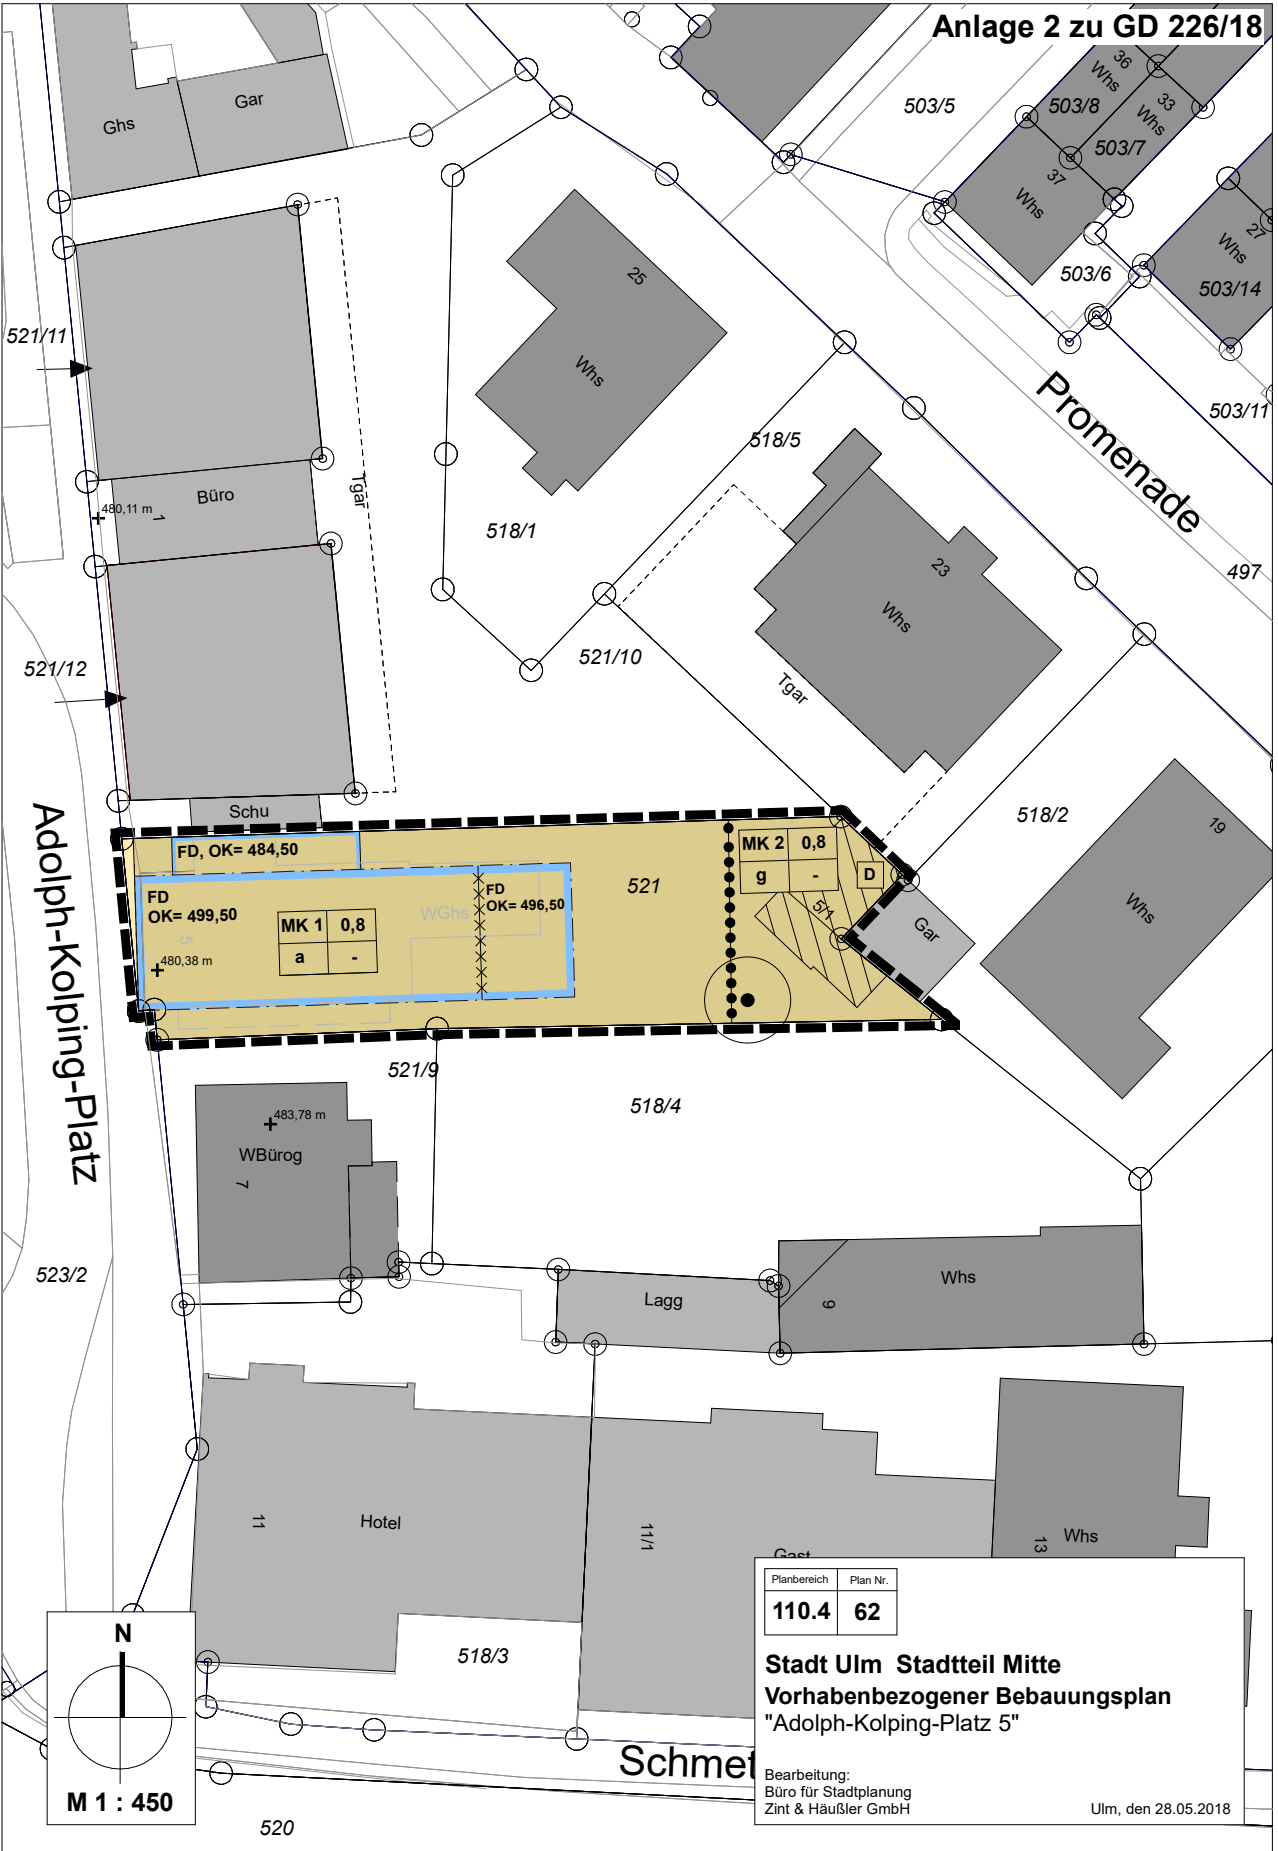 Anlage 2 zu GD 226/18
Ghs
Gar
503/5
36
Whs
503/8
33
Whs
503/7
37
Whs
27
Whs
503/6
503/14
503/11
521/11
25
Whs
Promenade
518/5
Tgar
Büro
480,11 m
1
518/1
23
Whs
497
521/12
521/10
Tgar
Adolph-Kolping-Platz
Schu
518/2
19
Whs
FD, OK= 484,50
FD
OK= 499,50
FD
OK= 496,50
MK 1 0,8
a -
WGhs
5
480,38 m
521
MK 2 0,8
g -
D
5/1
Gar
521/9
518/4
483,78 m
WBürog
7
523/2
Lagg
Whs
9
11
Hotel
11/1
Gast
13
Whs
518/3
Planbereich Plan Nr.
110.4 62
Stadt Ulm Stadtteil Mitte
Vorhabenbezogener Bebauungsplan
"Adolph-Kolping-Platz 5"
Bearbeitung:
Büro für Stadtplanung
Zint & Häußler GmbH
Ulm, den 28.05.2018
N
M 1 : 450
Schmet
520